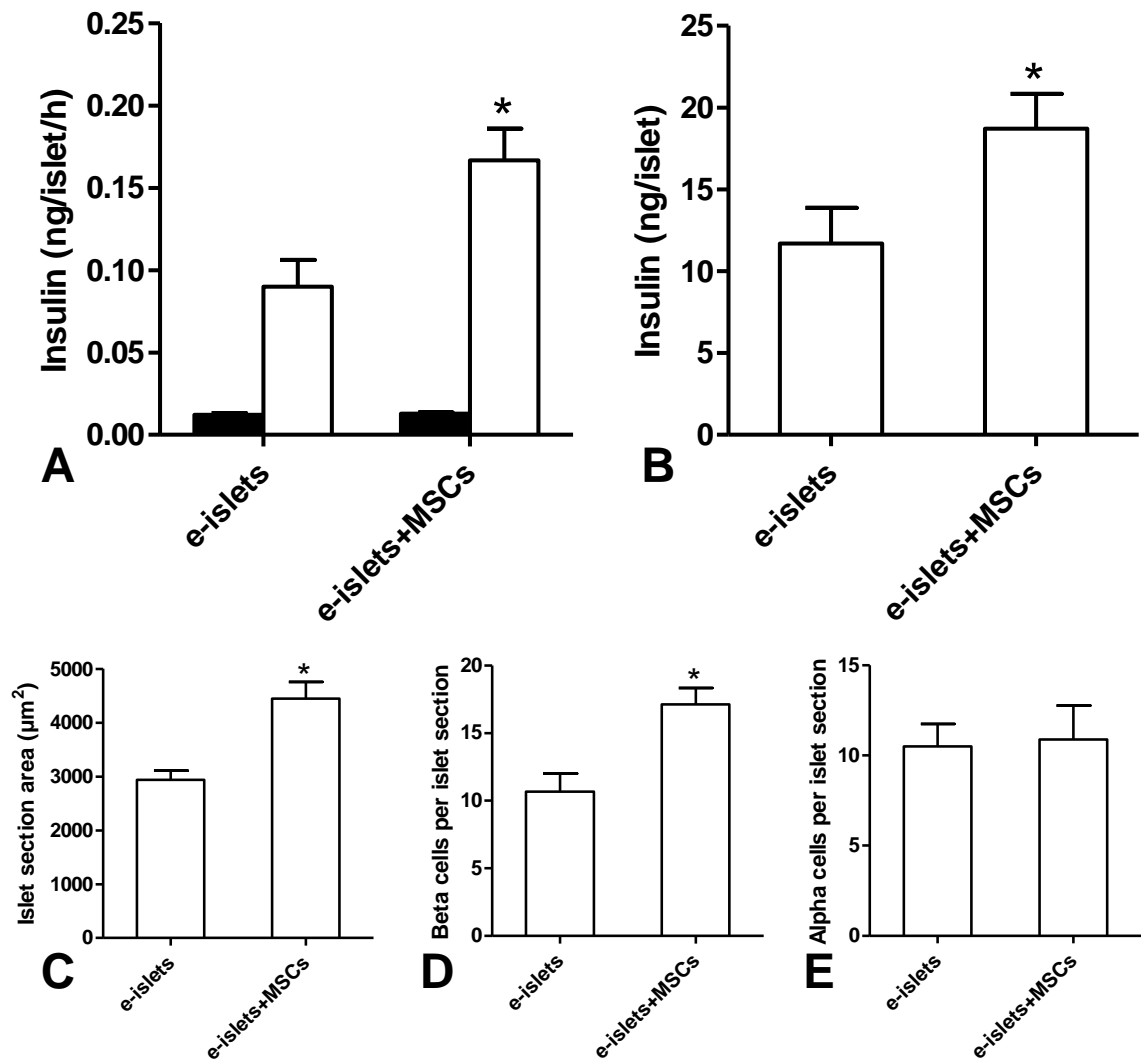 Insulin (ng/islet/h)
0.25
0.20
0.15
0.10
0.05
0.00
*
e-islets
e-islets+MSCs
A
Insulin (ng/islet)
25
20
15
10
5
0
*
e-islets
e-islets+MSCs
B
Islet section area (µm²)
5000
4000
3000
2000
1000
0
*
e-islets
e-islets+MSCs
C
Beta cells per islet section
20
15
10
5
0
*
e-islets
e-islets+MSCs
D
Alpha cells per islet section
15
10
5
0
e-islets
e-islets+MSCs
E